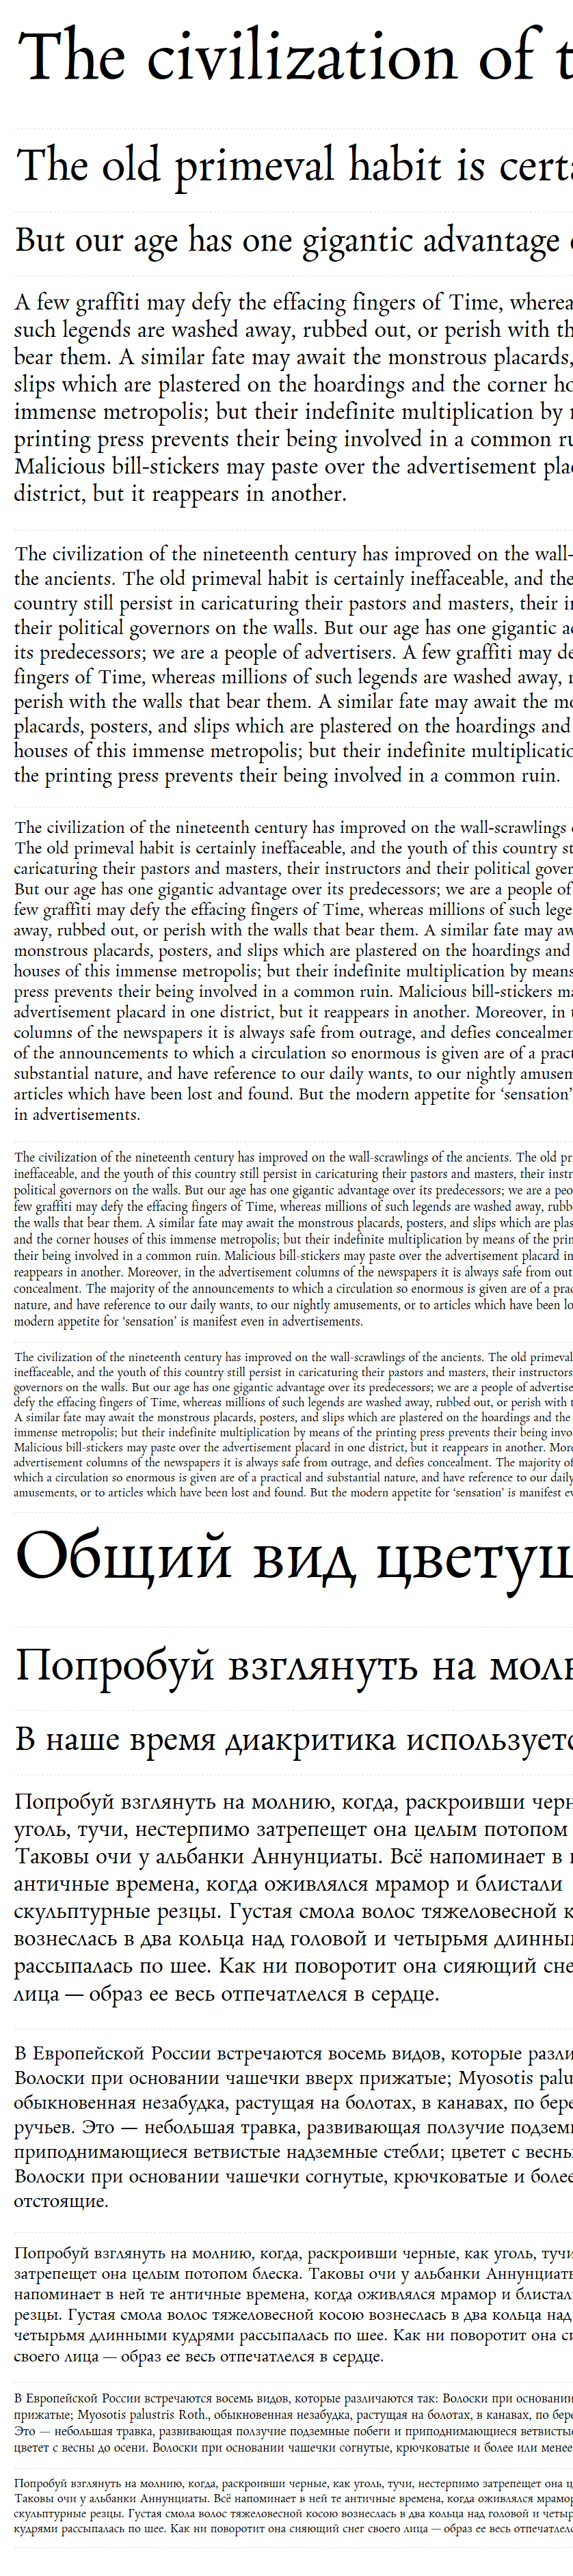 The civilization of t
The old primeval habit is certa
But our age has one gigantic advantage
A few graffiti may defy the effacing fingers of Time, wherea
such legends are washed away, rubbed out, or perish with th
bear them. A similar fate may await the monstrous placards,
slips which are plastered on the hoardings and the corner ho
immense metropolis; but their indefinite multiplication by
printing press prevents their being involved in a common ru
Malicious bill-stickers may paste over the advertisement pla
district, but it reappears in another.
The civilization of the nineteenth century has improved on the wall-
the ancients. The old primeval habit is certainly ineffaceable, and the
country still persist in caricaturing their pastors and masters, their i
their political governors on the walls. But our age has one gigantic a
its predecessors; we are a people of advertisers. A few graffiti may de
fingers of Time, whereas millions of such legends are washed away,
perish with the walls that bear them. A similar fate may await the mo
placards, posters, and slips which are plastered on the hoardings and
houses of this immense metropolis; but their indefinite multiplicatio
the printing press prevents their being involved in a common ruin.
The civilization of the nineteenth century has improved on the wall-scrawlings
The old primeval habit is certainly ineffaceable, and the youth of this country st
caricaturing their pastors and masters, their instructors and their political gover
But our age has one gigantic advantage over its predecessors; we are a people of
few graffiti may defy the effacing fingers of Time, whereas millions of such lege
away, rubbed out, or perish with the walls that bear them. A similar fate may aw
monstrous placards, posters, and slips which are plastered on the hoardings and
houses of this immense metropolis; but their indefinite multiplication by means
press prevents their being involved in a common ruin. Malicious bill-stickers ma
advertisement placard in one district, but it reappears in another. Moreover, in
columns of the newspapers it is always safe from outrage, and defies concealmen
of the announcements to which a circulation so enormous is given are of a pract
substantial nature, and have reference to our daily wants, to our nightly amusem
articles which have been lost and found. But the modern appetite for ‘sensation’
in advertisements.
The civilization of the nineteenth century has improved on the wall-scrawlings of the ancients. The old pr
ineffaceable, and the youth of this country still persist in caricaturing their pastors and masters, their instr
political governors on the walls. But our age has one gigantic advantage over its predecessors; we are a peo
few graffiti may defy the effacing fingers of Time, whereas millions of such legends are washed away, rubb
the walls that bear them. A similar fate may await the monstrous placards, posters, and slips which are plas
and the corner houses of this immense metropolis; but their indefinite multiplication by means of the prin
their being involved in a common ruin. Malicious bill-stickers may paste over the advertisement placard in
reappears in another. Moreover, in the advertisement columns of the newspapers it is always safe from out
concealment. The majority of the announcements to which a circulation so enormous is given are of a prac
nature, and have reference to our daily wants, to our nightly amusements, or to articles which have been lo
modern appetite for ‘sensation’ is manifest even in advertisements.
The civilization of the nineteenth century has improved on the wall-scrawlings of the ancients. The old primeval
ineffaceable, and the youth of this country still persist in caricaturing their pastors and masters, their instructors
governors on the walls. But our age has one gigantic advantage over its predecessors; we are a people of advertise
defy the effacing fingers of Time, whereas millions of such legends are washed away, rubbed out, or perish with t
A similar fate may await the monstrous placards, posters, and slips which are plastered on the hoardings and the
immense metropolis; but their indefinite multiplication by means of the printing press prevents their being invo
Malicious bill-stickers may paste over the advertisement placard in one district, but it reappears in another. More
advertisement columns of the newspapers it is always safe from outrage, and defies concealment. The majority of
which a circulation so enormous is given are of a practical and substantial nature, and have reference to our daily
amusements, or to articles which have been lost and found. But the modern appetite for ‘sensation’ is manifest ev
Общий вид цветущ
Попробуй взглянуть на молн
В наше время диакритика используетс
Попробуй взглянуть на молнию, когда, раскроивши черн
уголь, тучи, нестерпимо затрепещет она целым потопом
Таковы очи у альбанки Аннунциаты. Всё напоминает в
античные времена, когда оживлялся мрамор и блистали
скульптурные резцы. Густая смола волос тяжеловесной к
вознеслась в два кольца над головой и четырьмя длинны
рассыпалась по шее. Как ни поворотит она сияющий сне
лица — образ ее весь отпечатлелся в сердце.
В Европейской России встречаются восемь видов, которые разли
Волоски при основании чашечки вверх прижатые; Myosotis palu
обыкновенная незабудка, растущая на болотах, в канавах, по бере
ручьев. Это — небольшая травка, развивающая ползучие подзем
приподнимающиеся ветвистые надземные стебли; цветет с весны
Волоски при основании чашечки согнутые, крючковатые и более
отстоящие.
Попробуй взглянуть на молнию, когда, раскроивши черные, как уголь, тучи
затрепещет она целым потопом блеска. Таковы очи у альбанки Аннунциаты
напоминает в ней те античные времена, когда оживлялся мрамор и блистал
резцы. Густая смола волос тяжеловесной косою вознеслась в два кольца над
четырьмя длинными кудрями рассыпалась по шее. Как ни поворотит она си
своего лица — образ ее весь отпечатлелся в сердце.
В Европейской России встречаются восемь видов, которые различаются так: Волоски при основании
прижатые; Myosotis palustris Roth., обыкновенная незабудка, растущая на болотах, в канавах, по бере
Это — небольшая травка, развивающая ползучие подземные побеги и приподнимающиеся ветвистые
цветет с весны до осени. Волоски при основании чашечки согнутые, крючковатые и более или менее
Попробуй взглянуть на молнию, когда, раскроивши черные, как уголь, тучи, нестерпимо затрепещет она ц
Таковы очи у альбанки Аннунциаты. Всё напоминает в ней те античные времена, когда оживлялся мрамор
скульптурные резцы. Густая смола волос тяжеловесной косою вознеслась в два кольца над головой и четыр
кудрями рассыпалась по шее. Как ни поворотит она сияющий снег своего лица — образ ее весь отпечатлелс